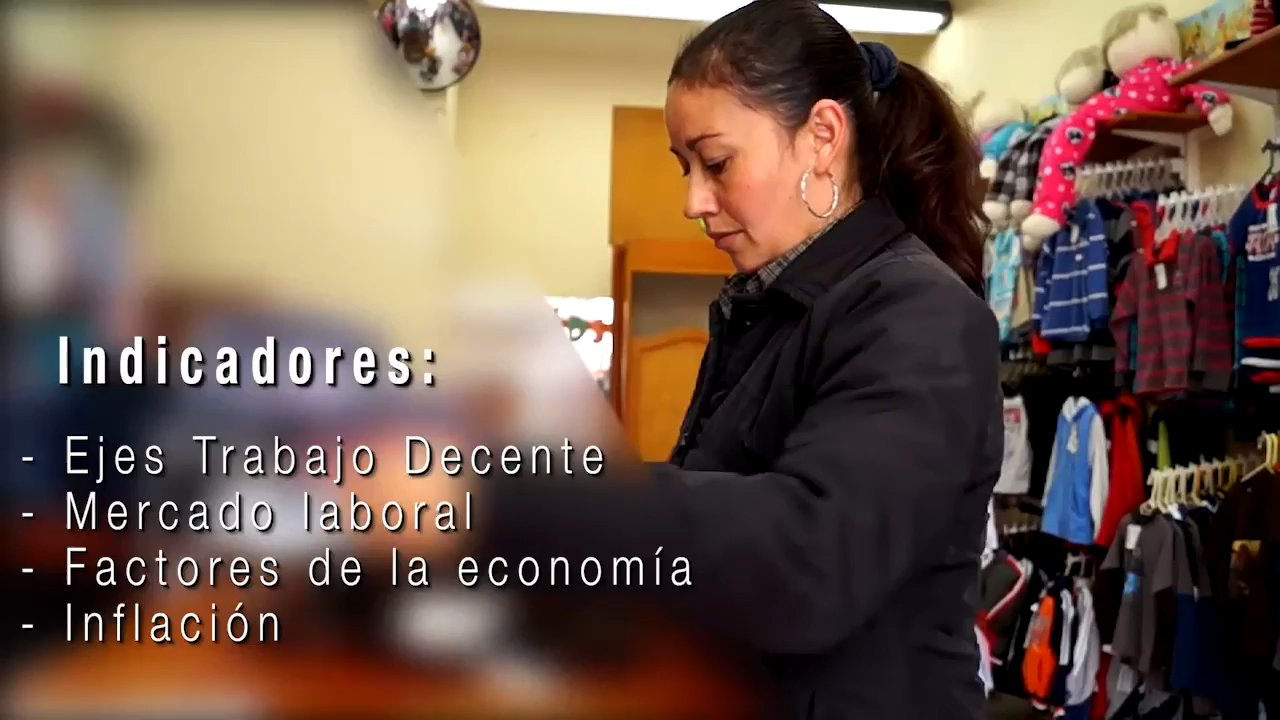 Indicadores:
- Ejes Trabajo Decente
- Mercado laboral
- Factores de la economía
- Inflación